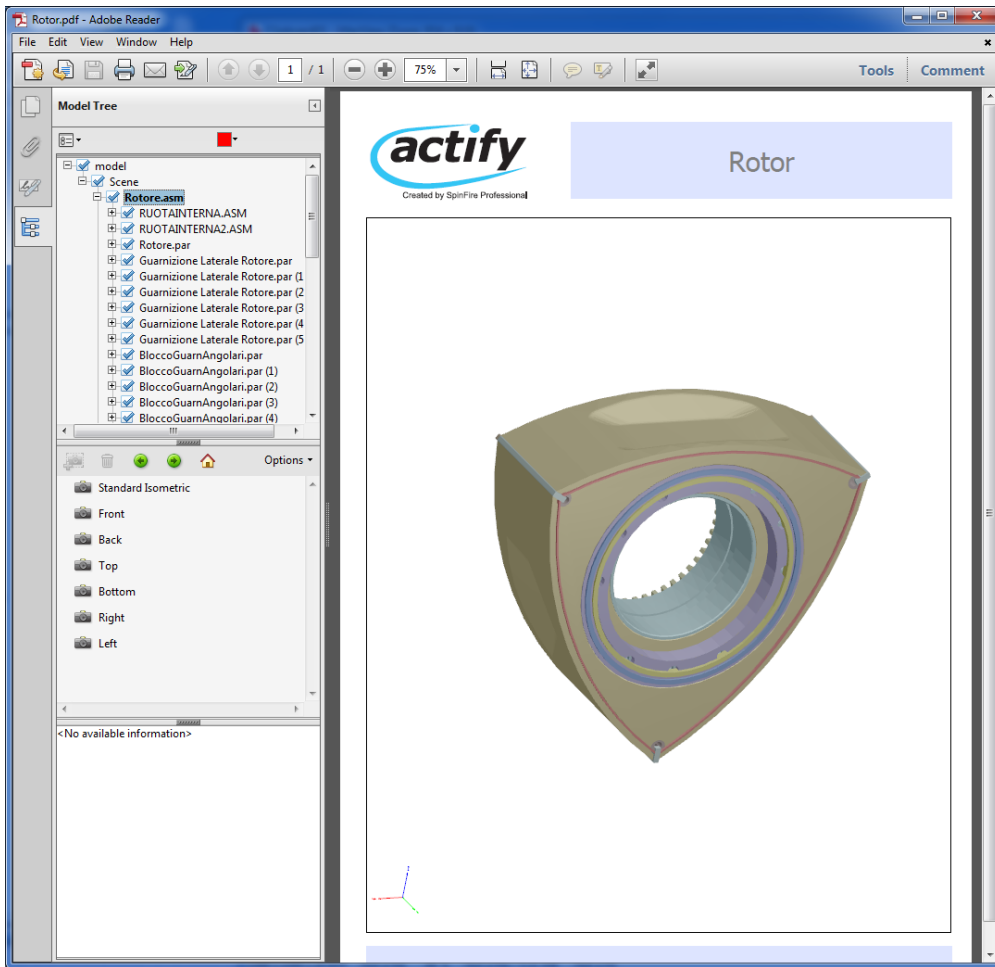 Rotor.pdf - Adobe Reader
File Edit View Window Help
1 / 1 75% Tools Comment
Model Tree
model
Scene
Rotore.asm
RUOTAINTERNA.ASM
RUOTAINTERNA2.ASM
Rotore.par
Guarnizione Laterale Rotore.par
Guarnizione Laterale Rotore.par (1
Guarnizione Laterale Rotore.par (2
Guarnizione Laterale Rotore.par (3
Guarnizione Laterale Rotore.par (4
Guarnizione Laterale Rotore.par (5
BloccoGuarnAngolari.par
BloccoGuarnAngolari.par (1)
BloccoGuarnAngolari.par (2)
BloccoGuarnAngolari.par (3)
BloccoGuarnAngolari.par (4)
Options
Standard Isometric
Front
Back
Top
Bottom
Right
Left
<No available information>
actify
Created by SpinFire Professional
Rotor